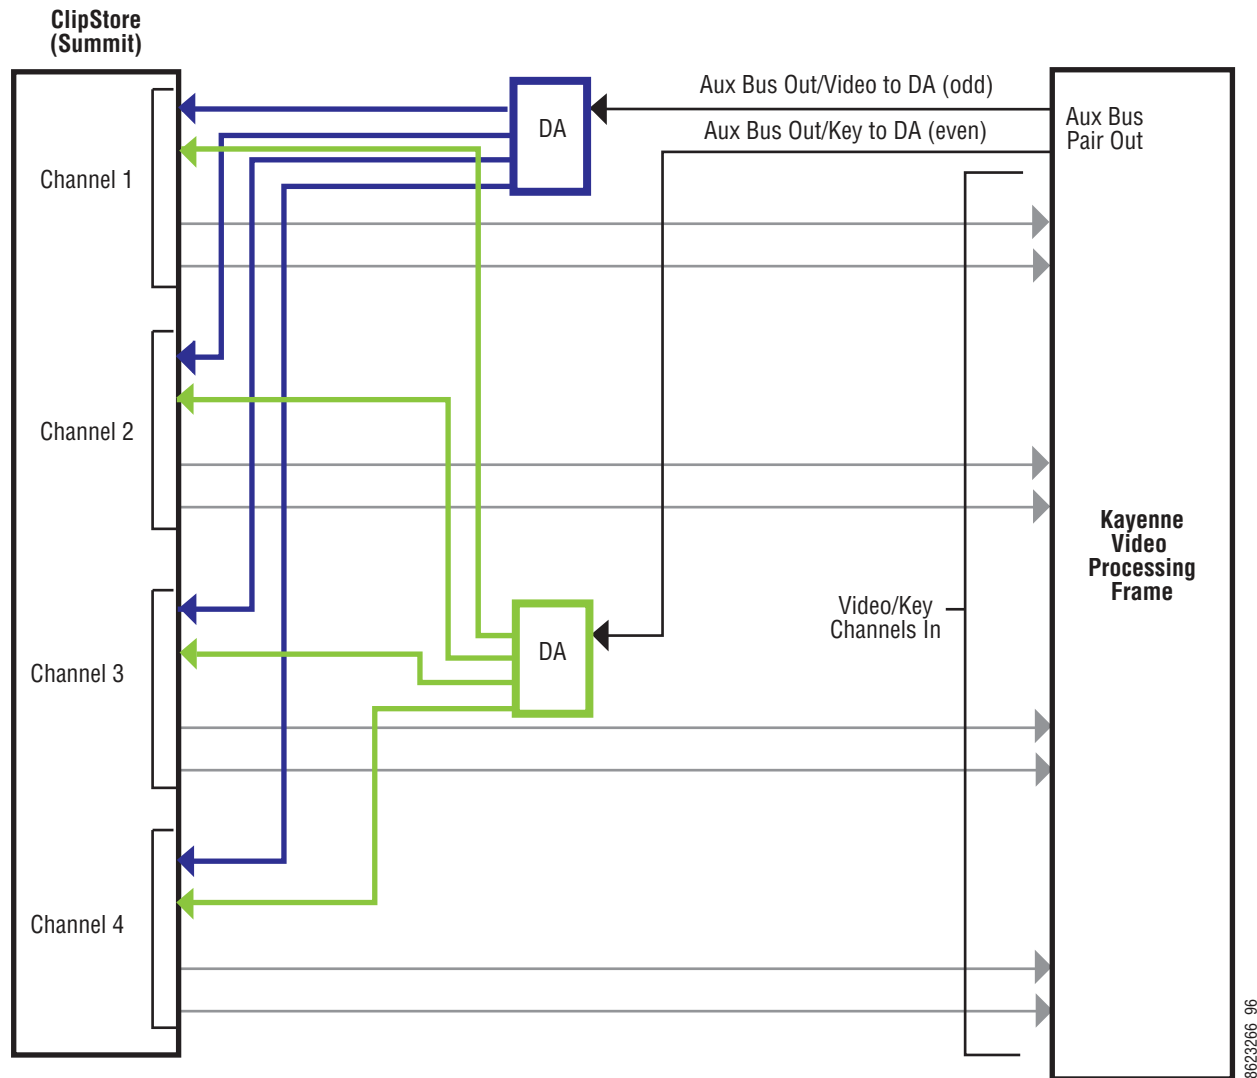 ClipStore
(Summit)
Aux Bus Out/Video to DA (odd)
DA
Aux Bus
Pair Out
Aux Bus Out/Key to DA (even)
Channel 1
Channel 2
Kayenne
Video
Processing
Frame
Video/Key
Channels In
DA
Channel 3
Channel 4
8623266_96